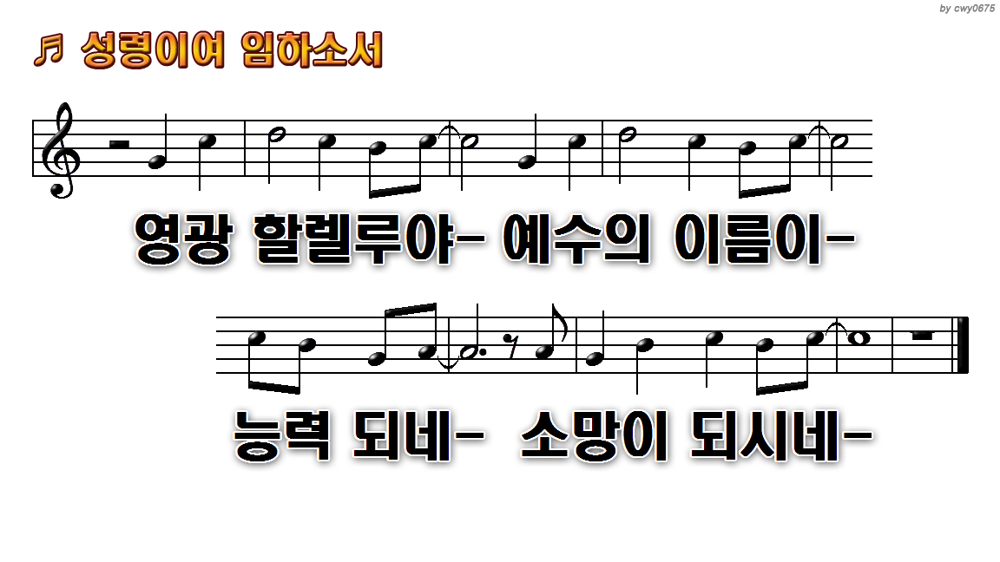 by cwy0675
♬ 성령이여 임하소서
영광 할렐루야- 예수의 이름이-
능력 되네- 소망이 되시네-